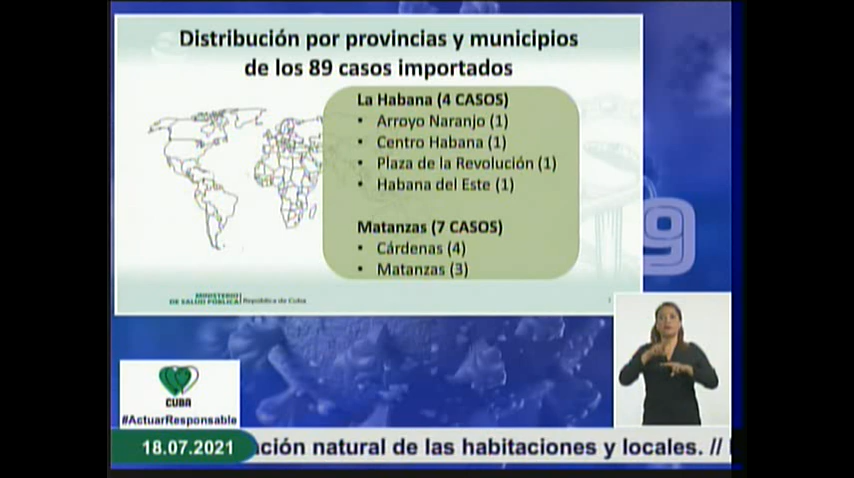 Distribución por provincias y municipios
de los 89 casos importados
La Habana (4 CASOS)
• Arroyo Naranjo (1)
• Centro Habana (1)
• Plaza de la Revolución (1)
• Habana del Este (1)
Matanzas (7 CASOS)
• Cárdenas (4)
• Matanzas (3)
MINISTERIO
DE SALUD PÚBLICA República de Cuba
9
CUBA
#ActuarResponsable
18.07.2021
ción natural de las habitaciones y locales. //